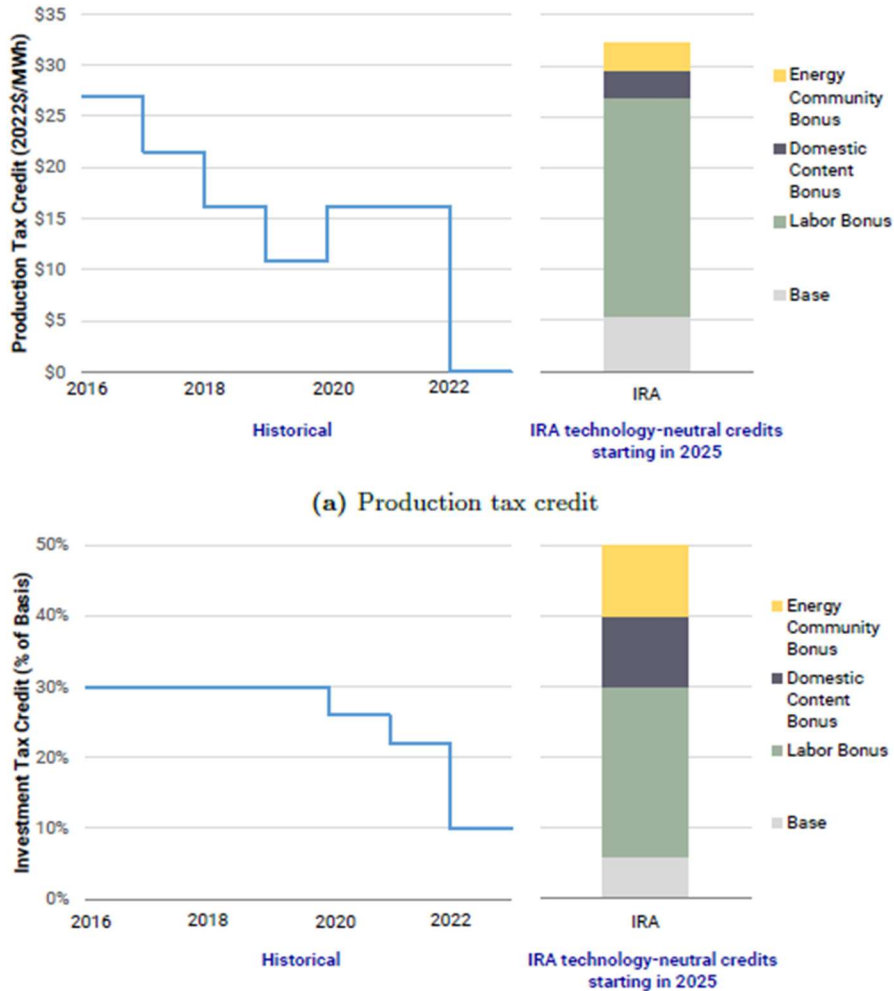 Production Tax Credit (2022$/MWh)
$35
$30
$25
$20
$15
$10
$5
$0
2016
2018
2020
2022
Historical
IRA
IRA technology-neutral credits
starting in 2025
Energy
Community
Bonus
Domestic
Content
Bonus
Labor Bonus
Base
(a) Production tax credit
Investment Tax Credit (% of Basis)
50%
40%
30%
20%
10%
0%
2016
2018
2020
2022
Historical
IRA
IRA technology-neutral credits
starting in 2025
Energy
Community
Bonus
Domestic
Content
Bonus
Labor Bonus
Base